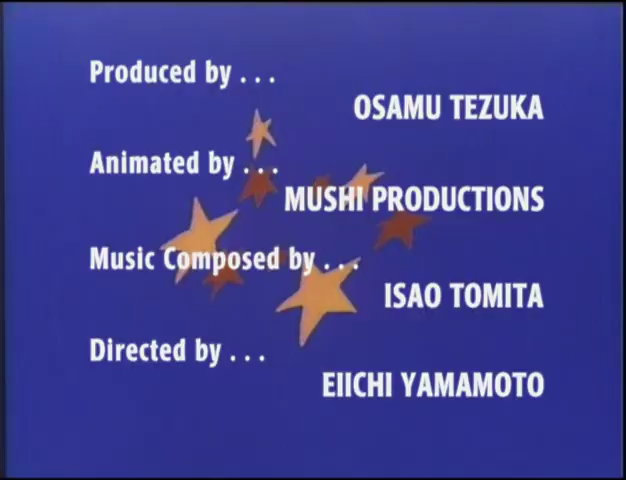 Produced by . . .
OSAMU TEZUKA
Animated by . . .
MUSHI PRODUCTIONS
Music Composed by . . .
ISAO TOMITA
Directed by . . .
EIICHI YAMAMOTO